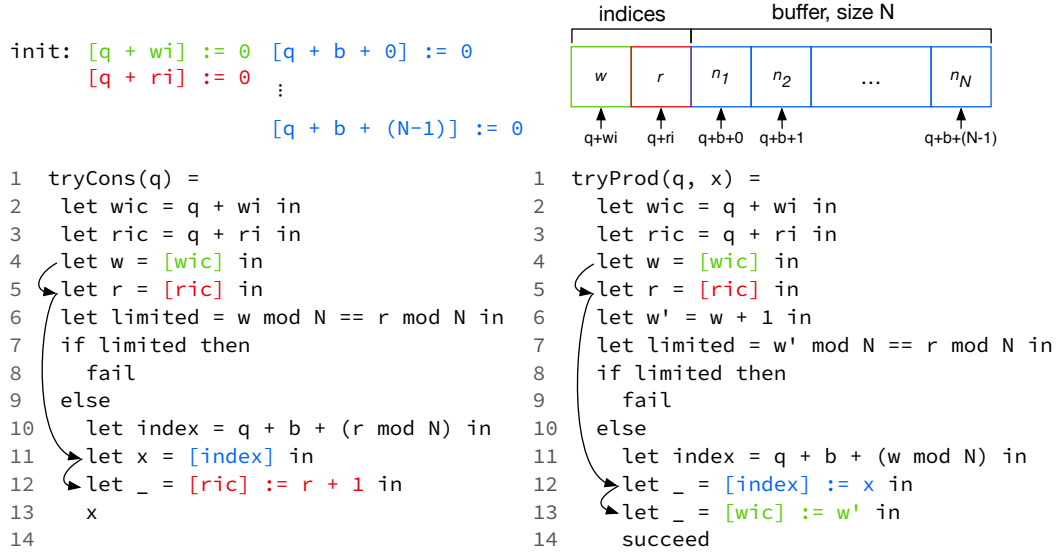 indices
buffer, size N
init: [q + wi] := 0 [q + b + 0] := 0
[q + ri] := 0
⋮
[q + b + (N-1)] := 0
w r n1 n2 ... nN
q+wi q+ri q+b+0 q+b+1 q+b+(N-1)
1 tryCons(q) =
2 let wic = q + wi in
3 let ric = q + ri in
4 let w = [wic] in
5 let r = [ric] in
6 let limited = w mod N == r mod N in
7 if limited then
8 fail
9 else
10 let index = q + b + (r mod N) in
11 let x = [index] in
12 let _ = [ric] := r + 1 in
13 x
14
1 tryProd(q, x) =
2 let wic = q + wi in
3 let ric = q + ri in
4 let w = [wic] in
5 let r = [ric] in
6 let w' = w + 1 in
7 let limited = w' mod N == r mod N in
8 if limited then
9 fail
10 else
11 let index = q + b + (w mod N) in
12 let _ = [index] := x in
13 let _ = [wic] := w' in
14 succeed